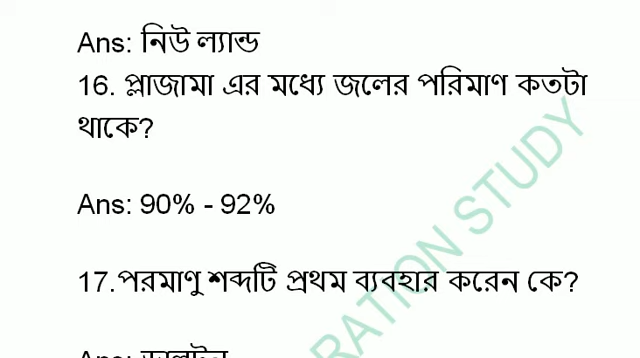 Ans: নিউ ল্যান্ড
16. প্লাজামা এর মধ্যে জলের পরিমাণ কতটা
থাকে?
Ans: 90% - 92%
17.পরমাণু শব্দটি প্রথম ব্যবহার করেন কে?
RATION STUDY